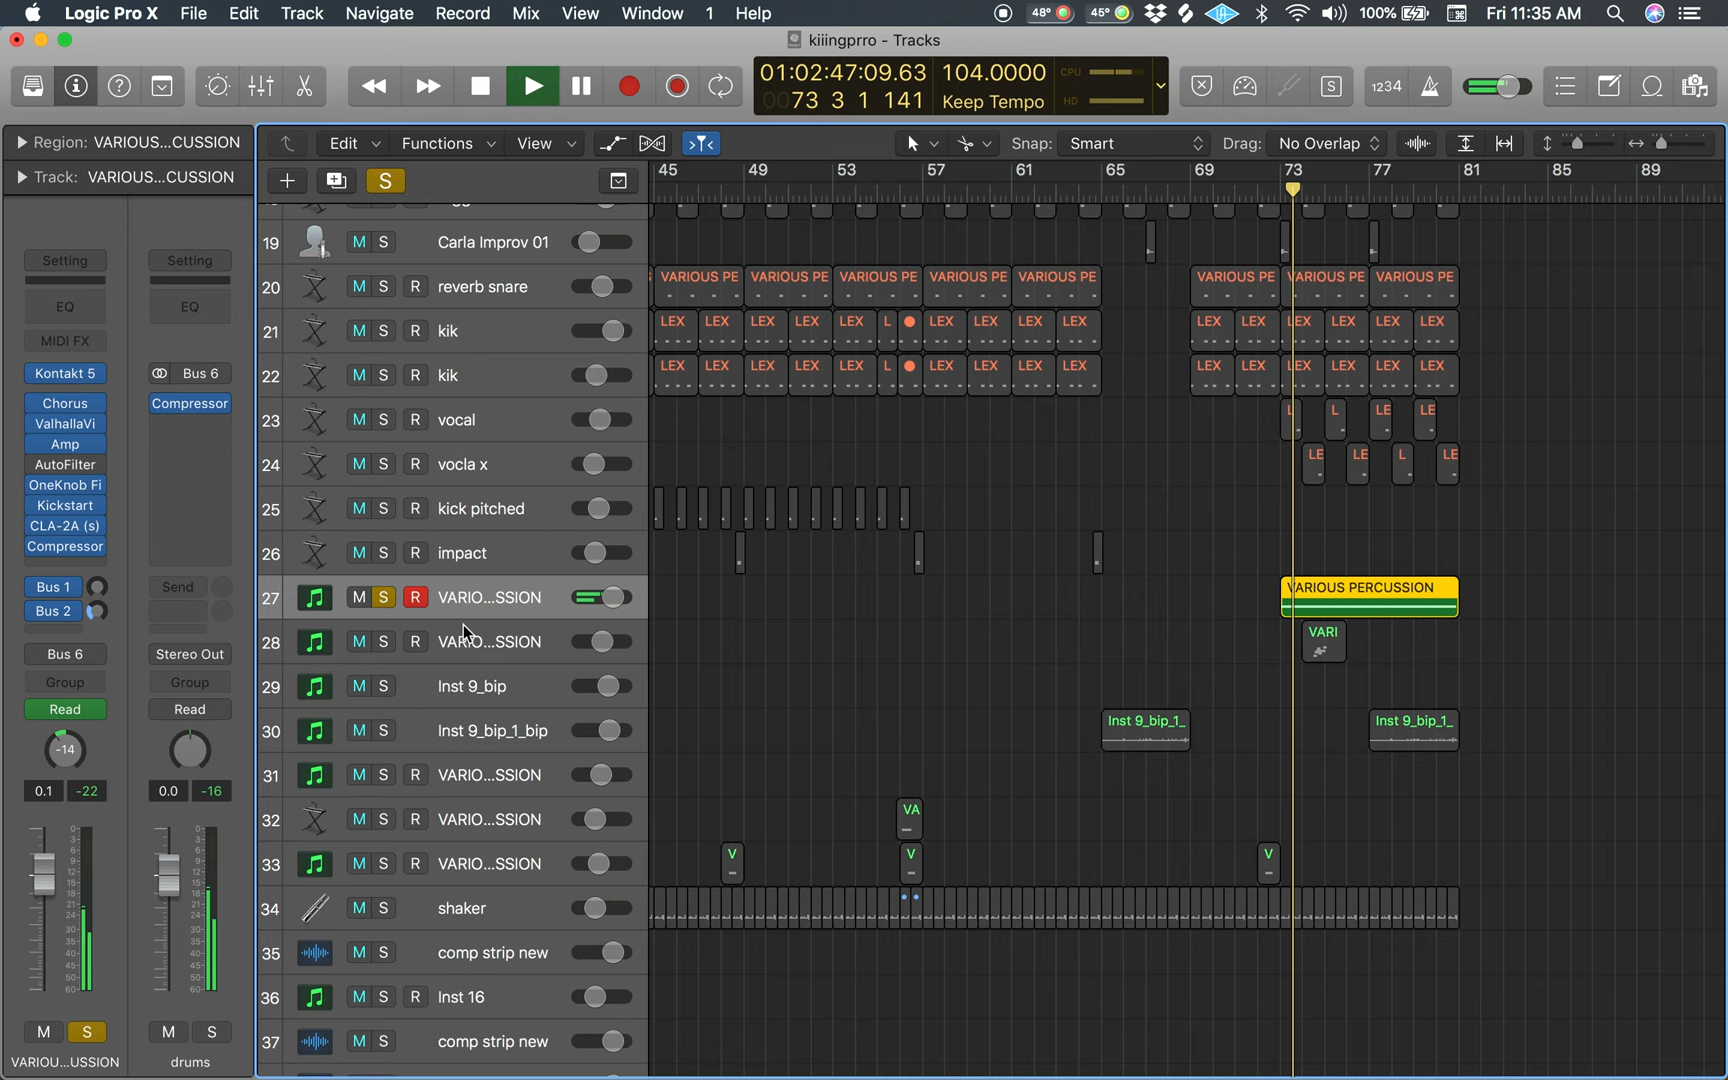 Logic Pro X File Edit Track Navigate Record Mix View Window 1 Help 48° 45° 100% Fri 11:35 AM
kiiingprro - Tracks
01:02:47:09.63 104.0000 CPU
0073 3 1 141 Keep Tempo HD
S 1234
Region: VARIOUS...CUSSION
Edit Functions View Snap: Smart Drag: No Overlap
Track: VARIOUS...CUSSION
S
45 49 53 57 61 65 69 73 77 81 85 89
19 M S Carla Improv 01
20 M S R reverb snare VARIOUS PE VARIOUS PE VARIOUS PE VARIOUS PE VARIOUS PE VARIOUS PE VARIOUS PE VARIOUS PE
21 M S R kik LEX LEX LEX LEX LEX L LEX LEX LEX LEX LEX LEX LEX LEX LEX LEX
22 M S R kik LEX LEX LEX LEX LEX L LEX LEX LEX LEX LEX LEX LEX LEX LEX LEX
23 M S R vocal L L LE LE
24 M S R vocla x LE LE L LE
25 M S R kick pitched
26 M S R impact
27 M S R VARIO...SSION VARIOUS PERCUSSION
28 M S R VARIO...SSION VARI
29 M S Inst 9_bip
30 M S Inst 9_bip_1_bip Inst 9_bip_1_ Inst 9_bip_1_
31 M S R VARIO...SSION
32 M S R VARIO...SSION VA
33 M S R VARIO...SSION V V V
34 M S shaker
35 M S comp strip new
36 M S R Inst 16
37 M S comp strip new
Setting Setting
EQ EQ
MIDI FX
Kontakt 5 Bus 6
Chorus Compressor
ValhallaVi
Amp
AutoFilter
OneKnob Fi
Kickstart
CLA-2A (s)
Compressor
Bus 1 Send
Bus 2
Bus 6 Stereo Out
Group Group
Read Read
-14
0.1 -22 0.0 -16
M S M S
VARIOU...USSION drums